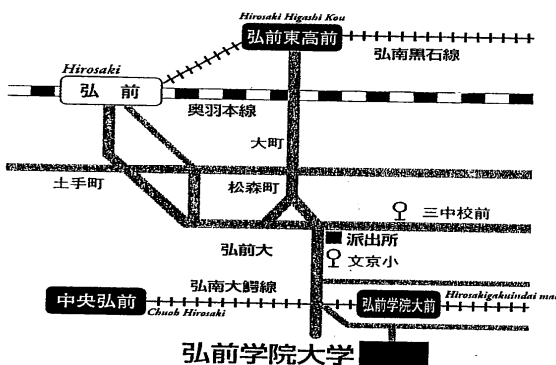 Hirosaki Higashi Kou
弘前東高前
弘南黒石線
Hirosaki
弘 前
奥羽本線
大町
土手町
松森町
三中校前
弘前大
派出所
文京小
弘南大鰐線
中央弘前
Chuoh Hirosaki
弘前学院大前
Hirosakigakuindai mae
弘前学院大学